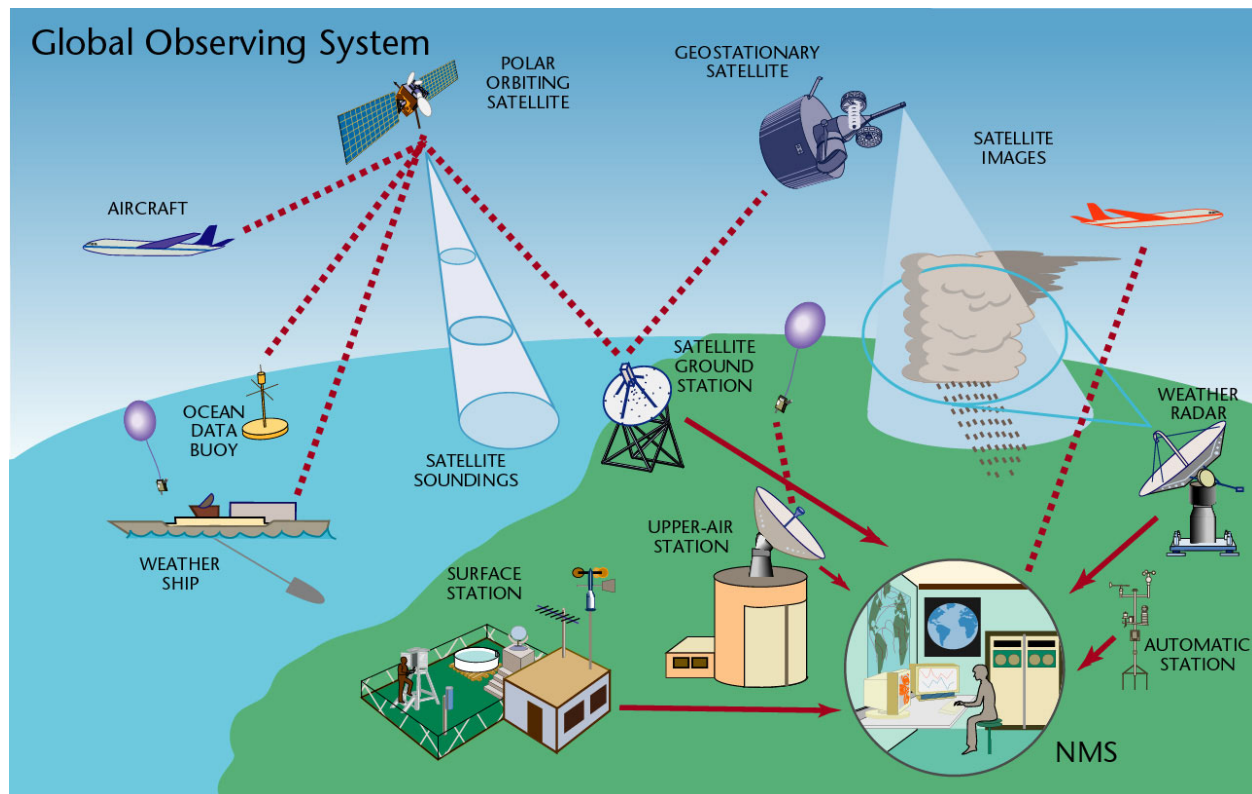 Global Observing System
POLAR
ORBITING
SATELLITE
GEOSTATIONARY
SATELLITE
SATELLITE
IMAGES
AIRCRAFT
SATELLITE
GROUND
STATION
WEATHER
RADAR
OCEAN
DATA
BUOY
SATELLITE
SOUNDINGS
UPPER-AIR
STATION
WEATHER
SHIP
SURFACE
STATION
AUTOMATIC
STATION
NMS